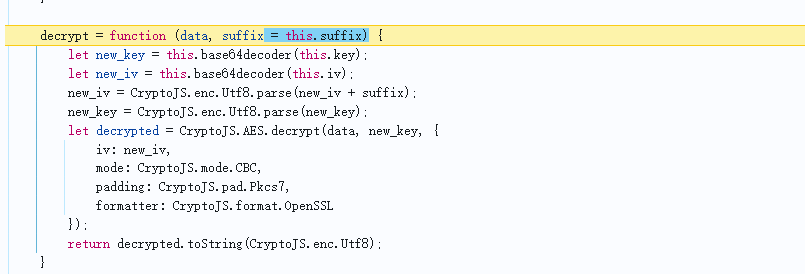 decrypt = function (data, suffix = this.suffix) {
let new_key = this.base64decoder(this.key);
let new_iv = this.base64decoder(this.iv);
new_iv = CryptoJS.enc.Utf8.parse(new_iv + suffix);
new_key = CryptoJS.enc.Utf8.parse(new_key);
let decrypted = CryptoJS.AES.decrypt(data, new_key, {
iv: new_iv,
mode: CryptoJS.mode.CBC,
padding: CryptoJS.pad.Pkcs7,
formatter: CryptoJS.format.OpenSSL
});
return decrypted.toString(CryptoJS.enc.Utf8);
}